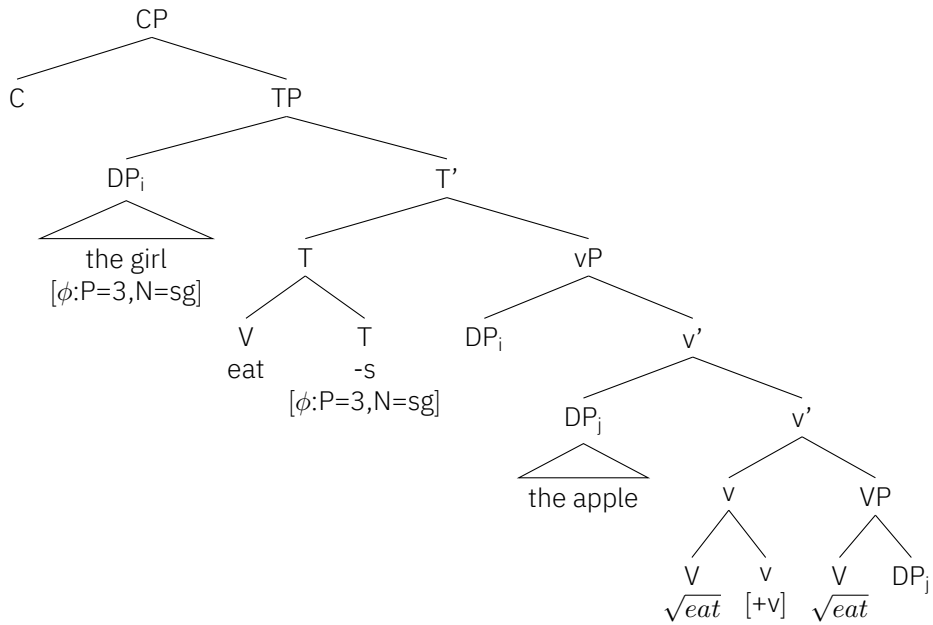 CP
C TP
DPi T'
the girl T vP
[ϕ:P=3,N=sg]
V T DPi v'
eat -s
[ϕ:P=3,N=sg]
DPj v'
the apple v VP
V v V DPj
√eat [+v] √eat